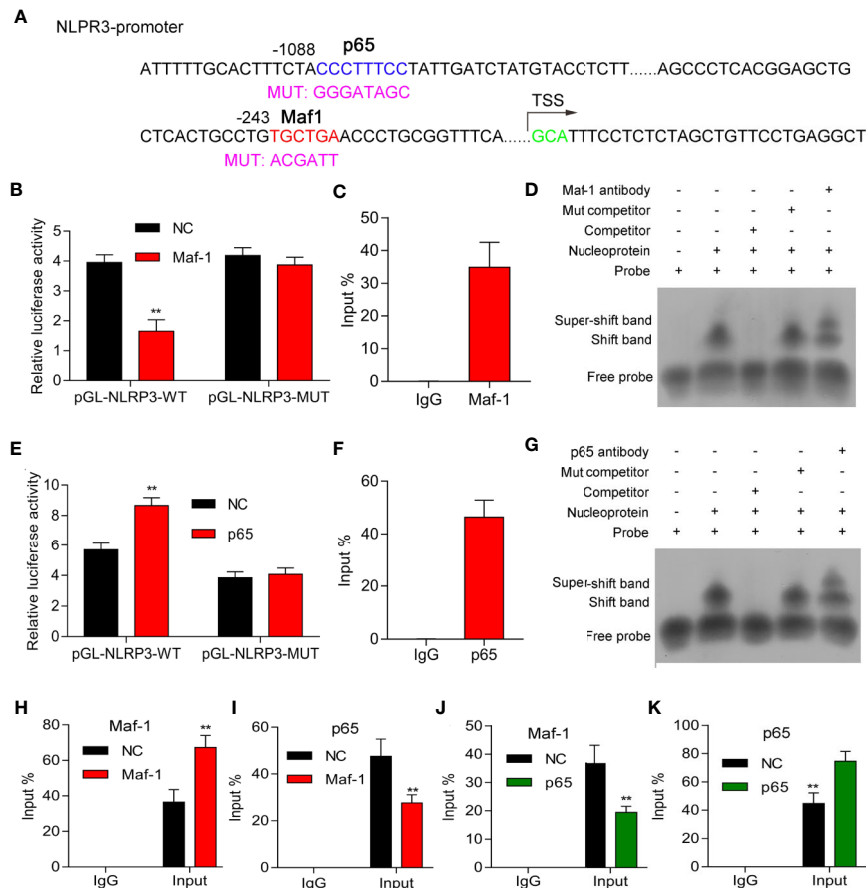 A
NLPR3-promoter
-1088 p65
ATTTTTGCACTTTCTACCCTTTCCTATTGATCTATGTACCTCTT......AGCCCTCACGGAGCTG
MUT: GGGATAGC
-243 Maf1 TSS
CTCACTGCCTGTGCTGAACCCTGCGGTTTCA......GCATTTCCTCTCTAGCTGTTCCTGAGGCT
MUT: ACGATT
B
Relative luciferase activity
5
4
3
2
1
0
NC
Maf-1
**
pGL-NLRP3-WT pGL-NLRP3-MUT
C
Input %
50
40
30
20
10
0
IgG Maf-1
D
Maf-1 antibody - - - - +
Mut competitor - - - + -
Competitor - - + - -
Nucleoprotein - + + + +
Probe + + + + +
Super-shift band
Shift band
Free probe
E
Relative luciferase activity
10
8
6
4
2
0
**
NC
p65
pGL-NLRP3-WT pGL-NLRP3-MUT
F
Input %
60
40
20
0
IgG p65
G
p65 antibody - - - - +
Mut competitor - - - + -
Competitor - - + - -
Nucleoprotein - + + + +
Probe + + + + +
Super-shift band
Shift band
Free probe
H
Maf-1
Input %
80
60
40
20
0
NC
Maf-1
**
IgG Input
I
p65
Input %
60
40
20
0
NC
Maf-1
**
IgG Input
J
Maf-1
Input %
50
40
30
20
10
0
NC
p65
**
IgG Input
K
p65
Input %
100
75
50
25
0
NC
p65
**
IgG Input